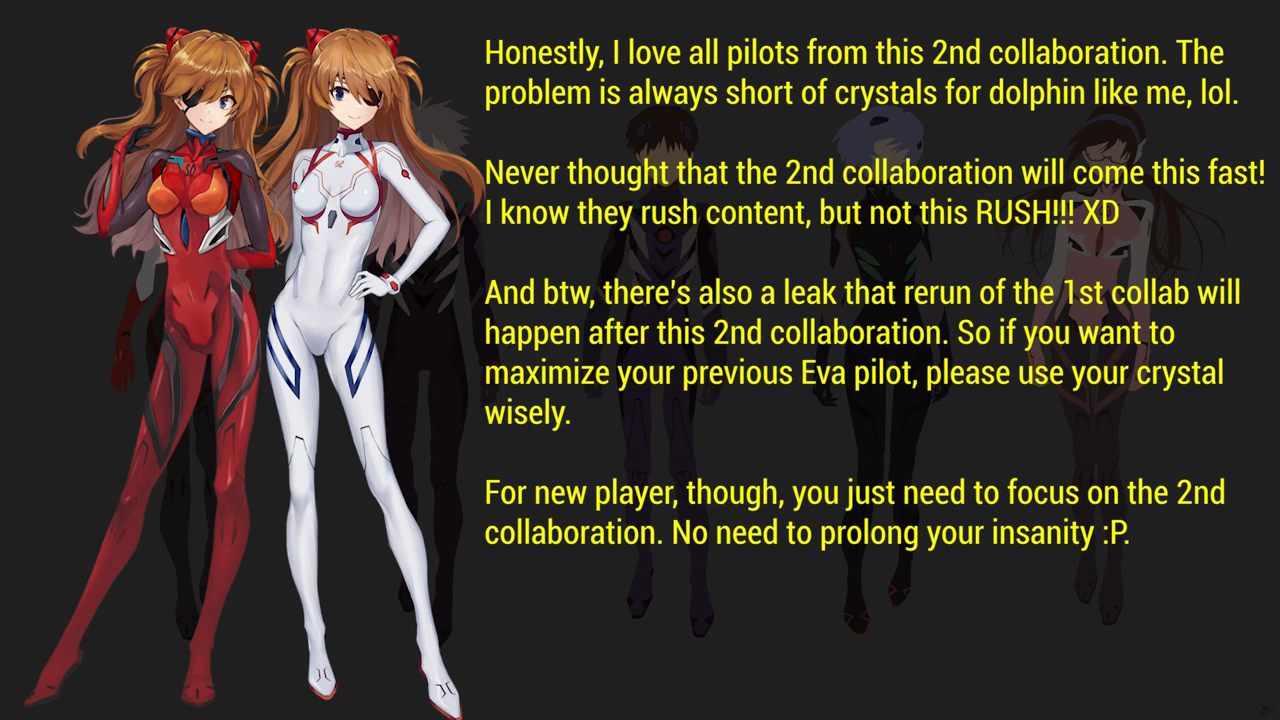 Honestly, I love all pilots from this 2nd collaboration. The
problem is always short of crystals for dolphin like me, lol.
Never thought that the 2nd collaboration will come this fast!
I know they rush content, but not this RUSH!!! XD
And btw, there's also a leak that rerun of the 1st collab will
happen after this 2nd collaboration. So if you want to
maximize your previous Eva pilot, please use your crystal
wisely.
For new player, though, you just need to focus on the 2nd
collaboration. No need to prolong your insanity :P.